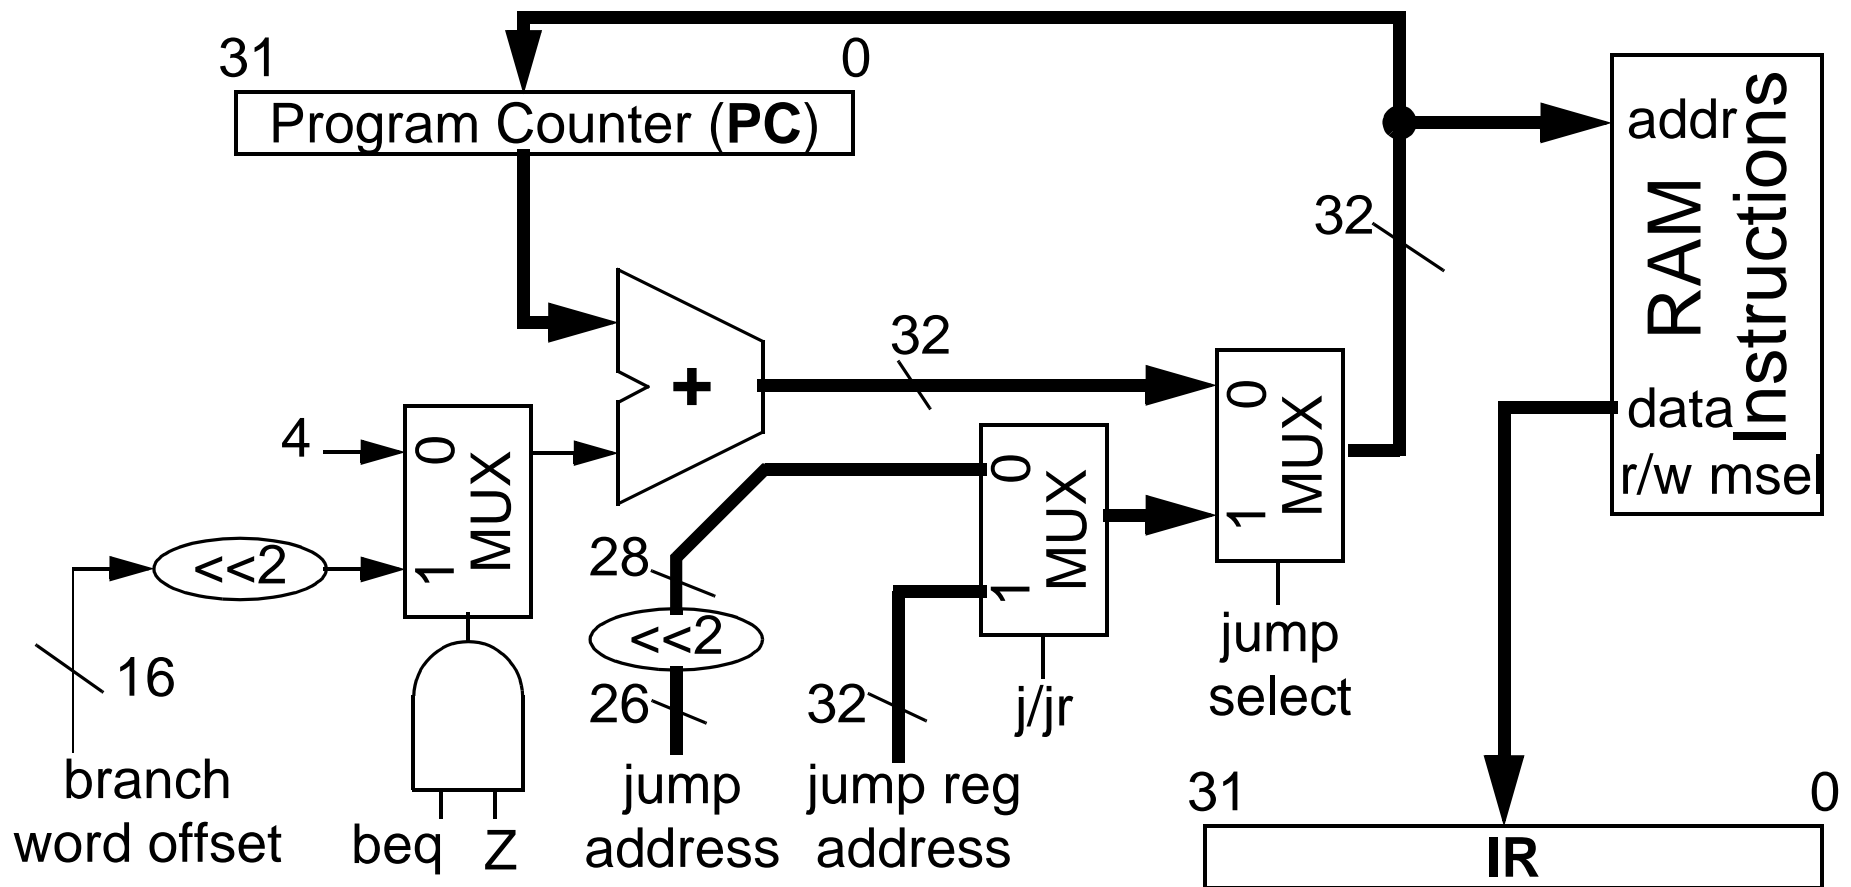 31
0
Program Counter (PC)
addr
RAM
Instructions
data
r/w msel
32
32
+
4
0
1
MUX
<<2
16
branch
word offset
beq
Z
28
<<2
26
jump
address
0
1
MUX
32
jump reg
address
j/jr
0
1
MUX
jump
select
31
0
IR